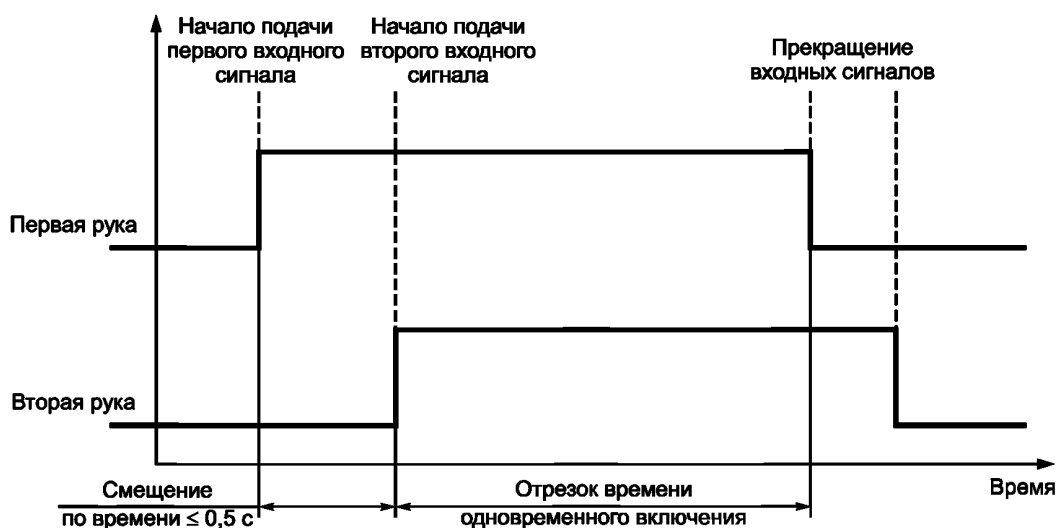 Начало подачи
первого входного
сигнала
Начало подачи
второго входного
сигнала
Прекращение
входных сигналов
Первая рука
Вторая рука
Время
Смещение
по времени ≤ 0,5 с
Отрезок времени
одновременного включения